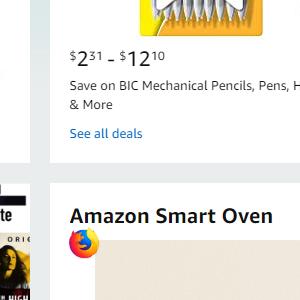 $2.31 - $12.10
Save on BIC Mechanical Pencils, Pens, H
& More
See all deals
te
ORIG
Amazon Smart Oven